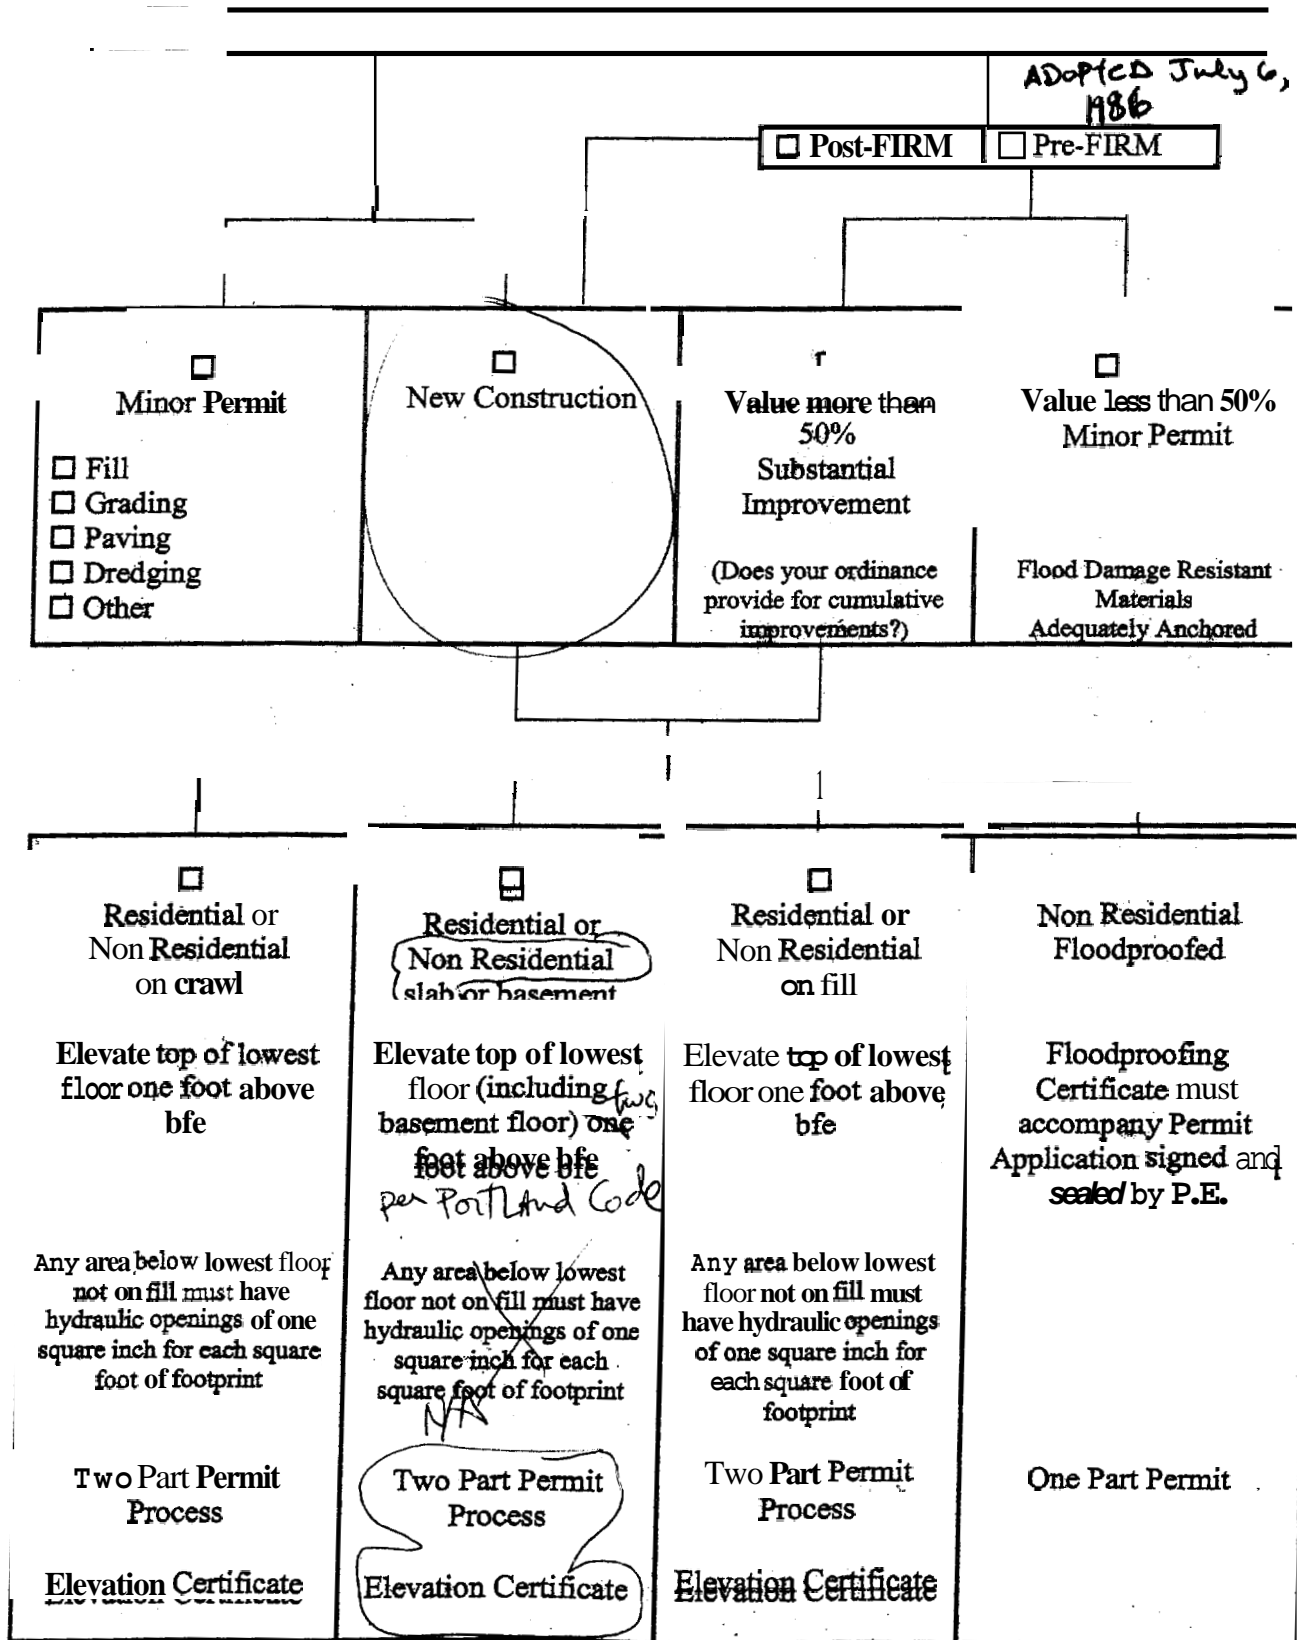 ADOPTED July 6,
1986
Post-FIRM Pre-FIRM
Minor Permit
Fill
Grading
Paving
Dredging
Other
New Construction
Value more than
50%
Substantial
Improvement
(Does your ordinance
provide for cumulative
improvements?)
Value less than 50%
Minor Permit
Flood Damage Resistant
Materials
Adequately Anchored
Residential or
Non Residential
on crawl
Elevate top of lowest
floor one foot above
bfe
Any area below lowest floor
not on fill must have
hydraulic openings of one
square inch for each square
foot of footprint
Two Part Permit
Process
Elevation Certificate
Residential or
Non Residential
slab or basement
Elevate top of lowest
floor (including
two
basement floor) one
foot above bfe
per Portland Code
Any area below lowest
floor not on fill must have
hydraulic openings of one
square inch for each
square foot of footprint
N/A
Two Part Permit
Process
Elevation Certificate
Residential or
Non Residential
on fill
Elevate top of lowest
floor one foot above
bfe
Any area below lowest
floor not on fill must
have hydraulic openings
of one square inch for
each square foot of
footprint
Two Part Permit
Process
Elevation Certificate
Non Residential
Floodproofed
Floodproofing
Certificate must
accompany Permit
Application signed and
sealed by P.E.
One Part Permit